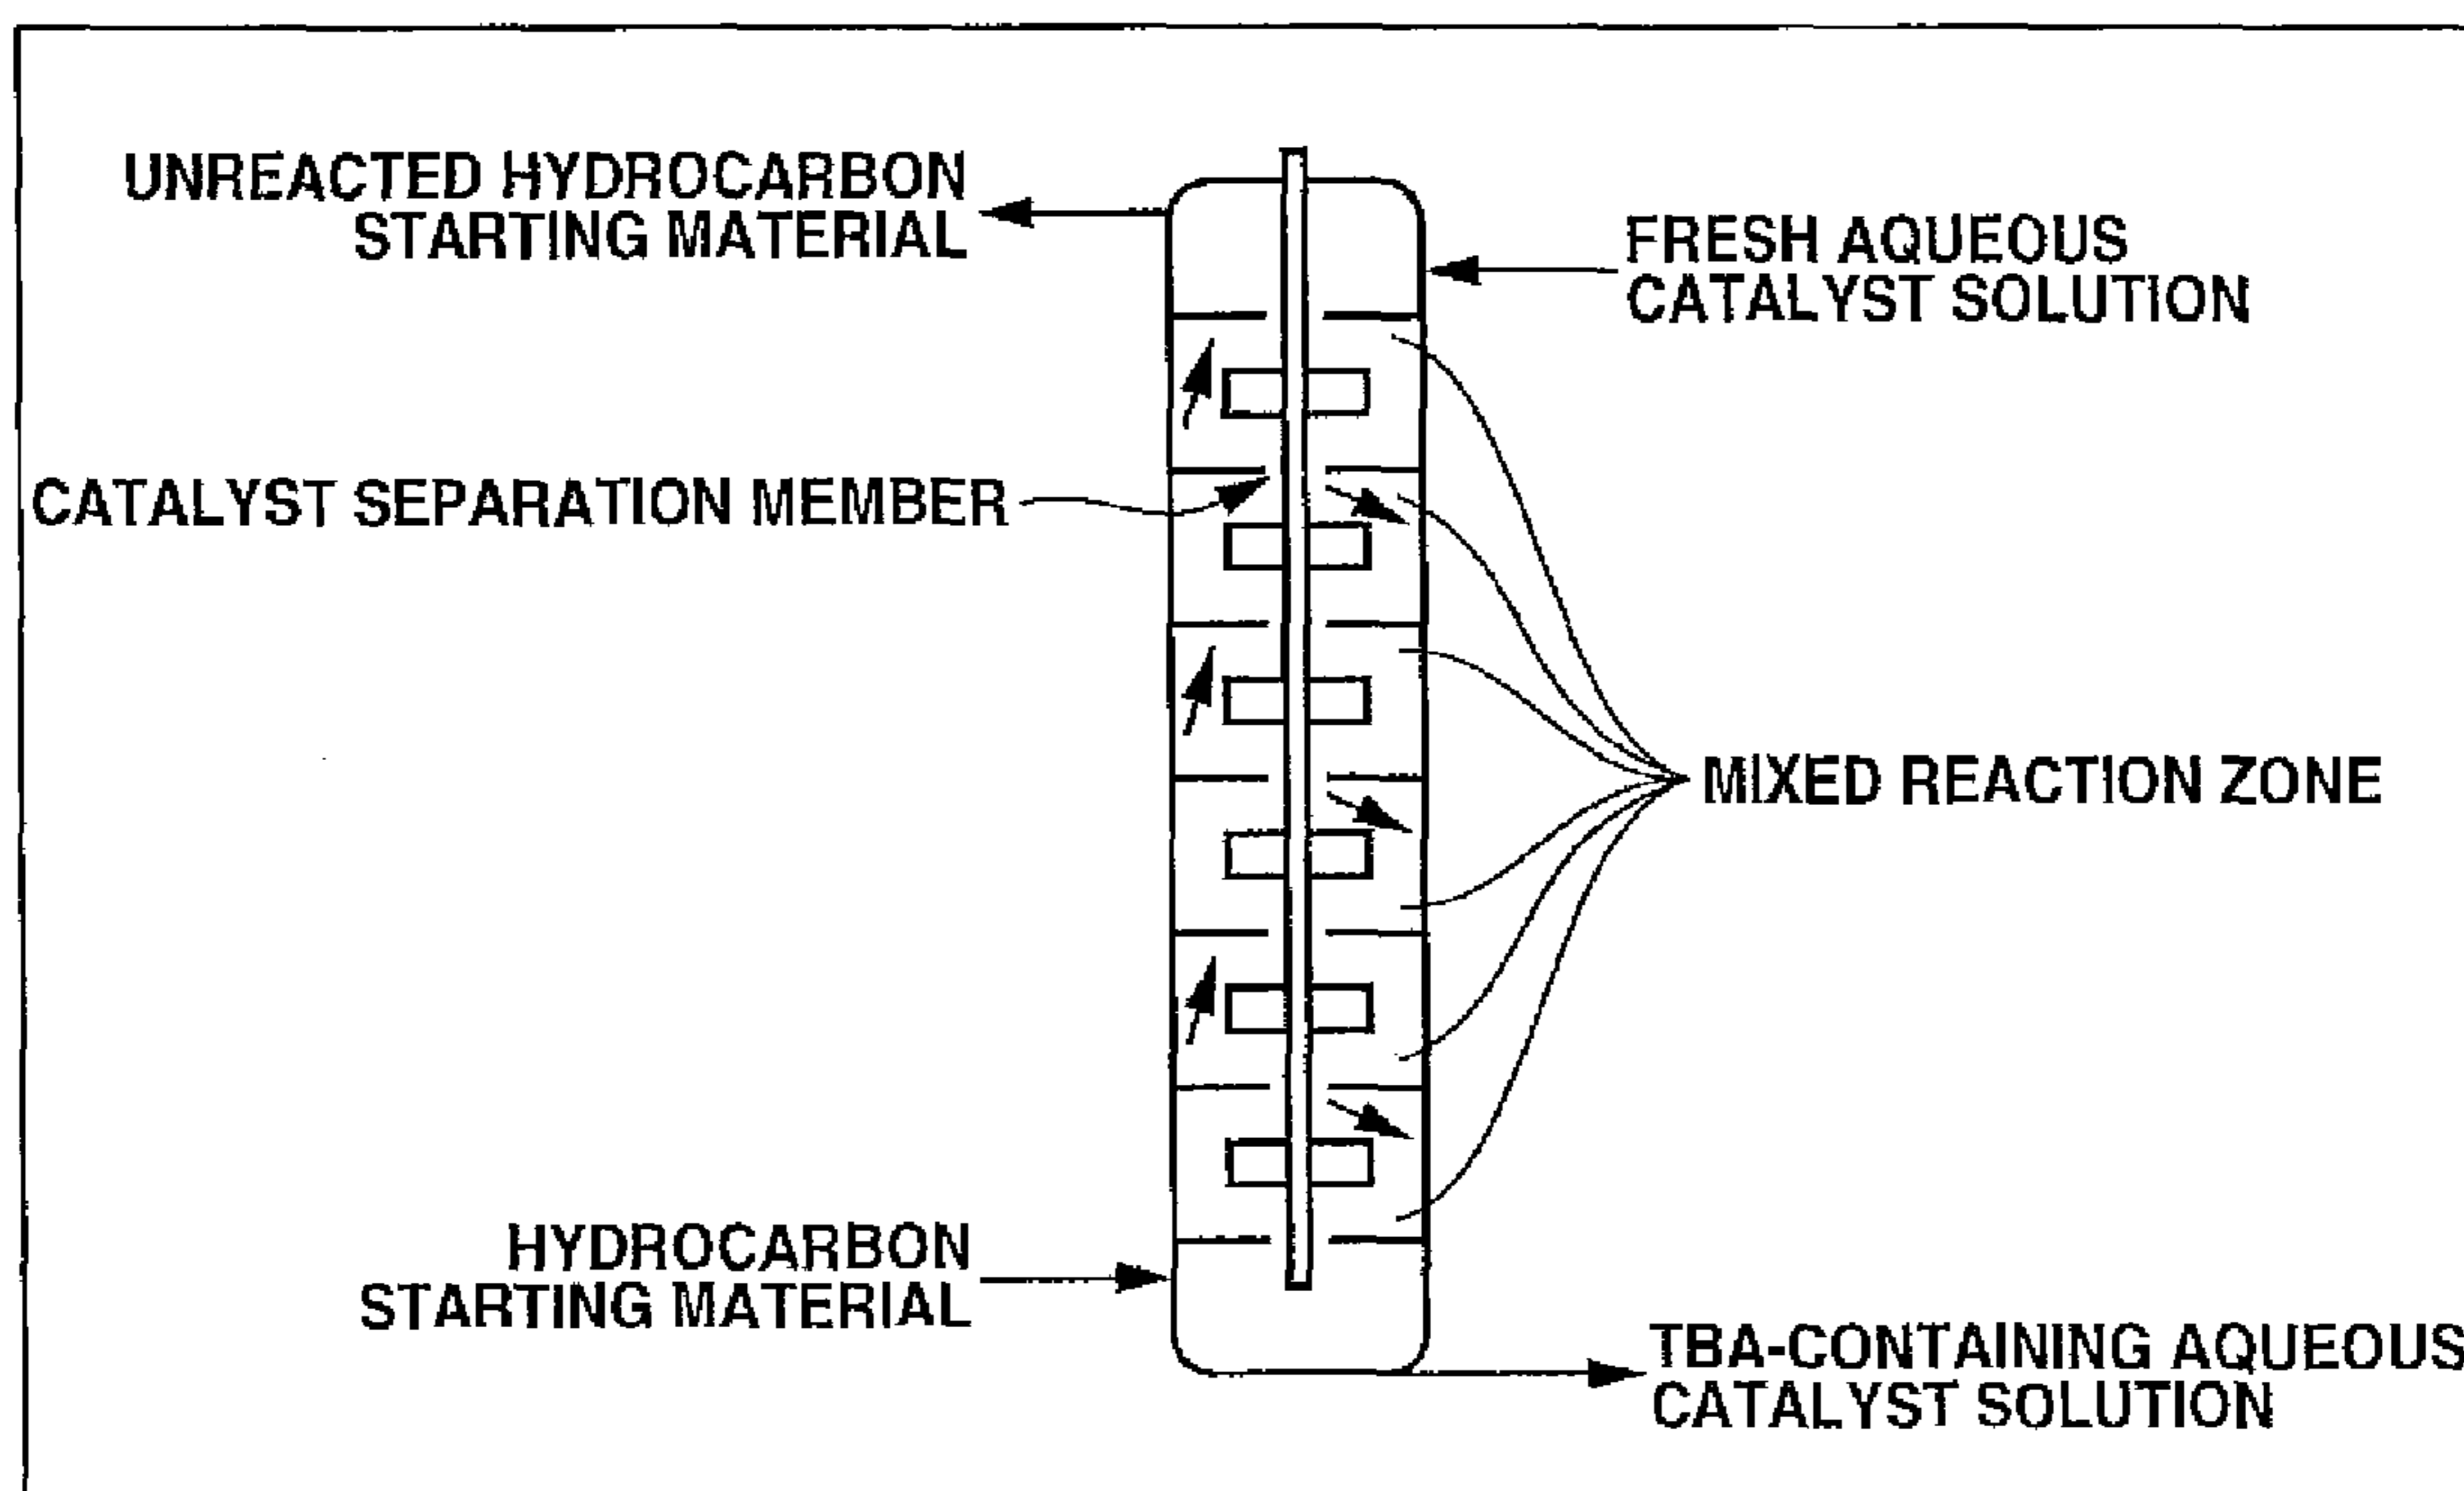 UNREACTED HYDROCARBON
STARTING MATERIAL
FRESH AQUEOUS
CATALYST SOLUTION
CATALYST SEPARATION MEMBER
MIXED REACTION ZONE
HYDROCARBON
STARTING MATERIAL
TBA-CONTAINING AQUEOUS
CATALYST SOLUTION